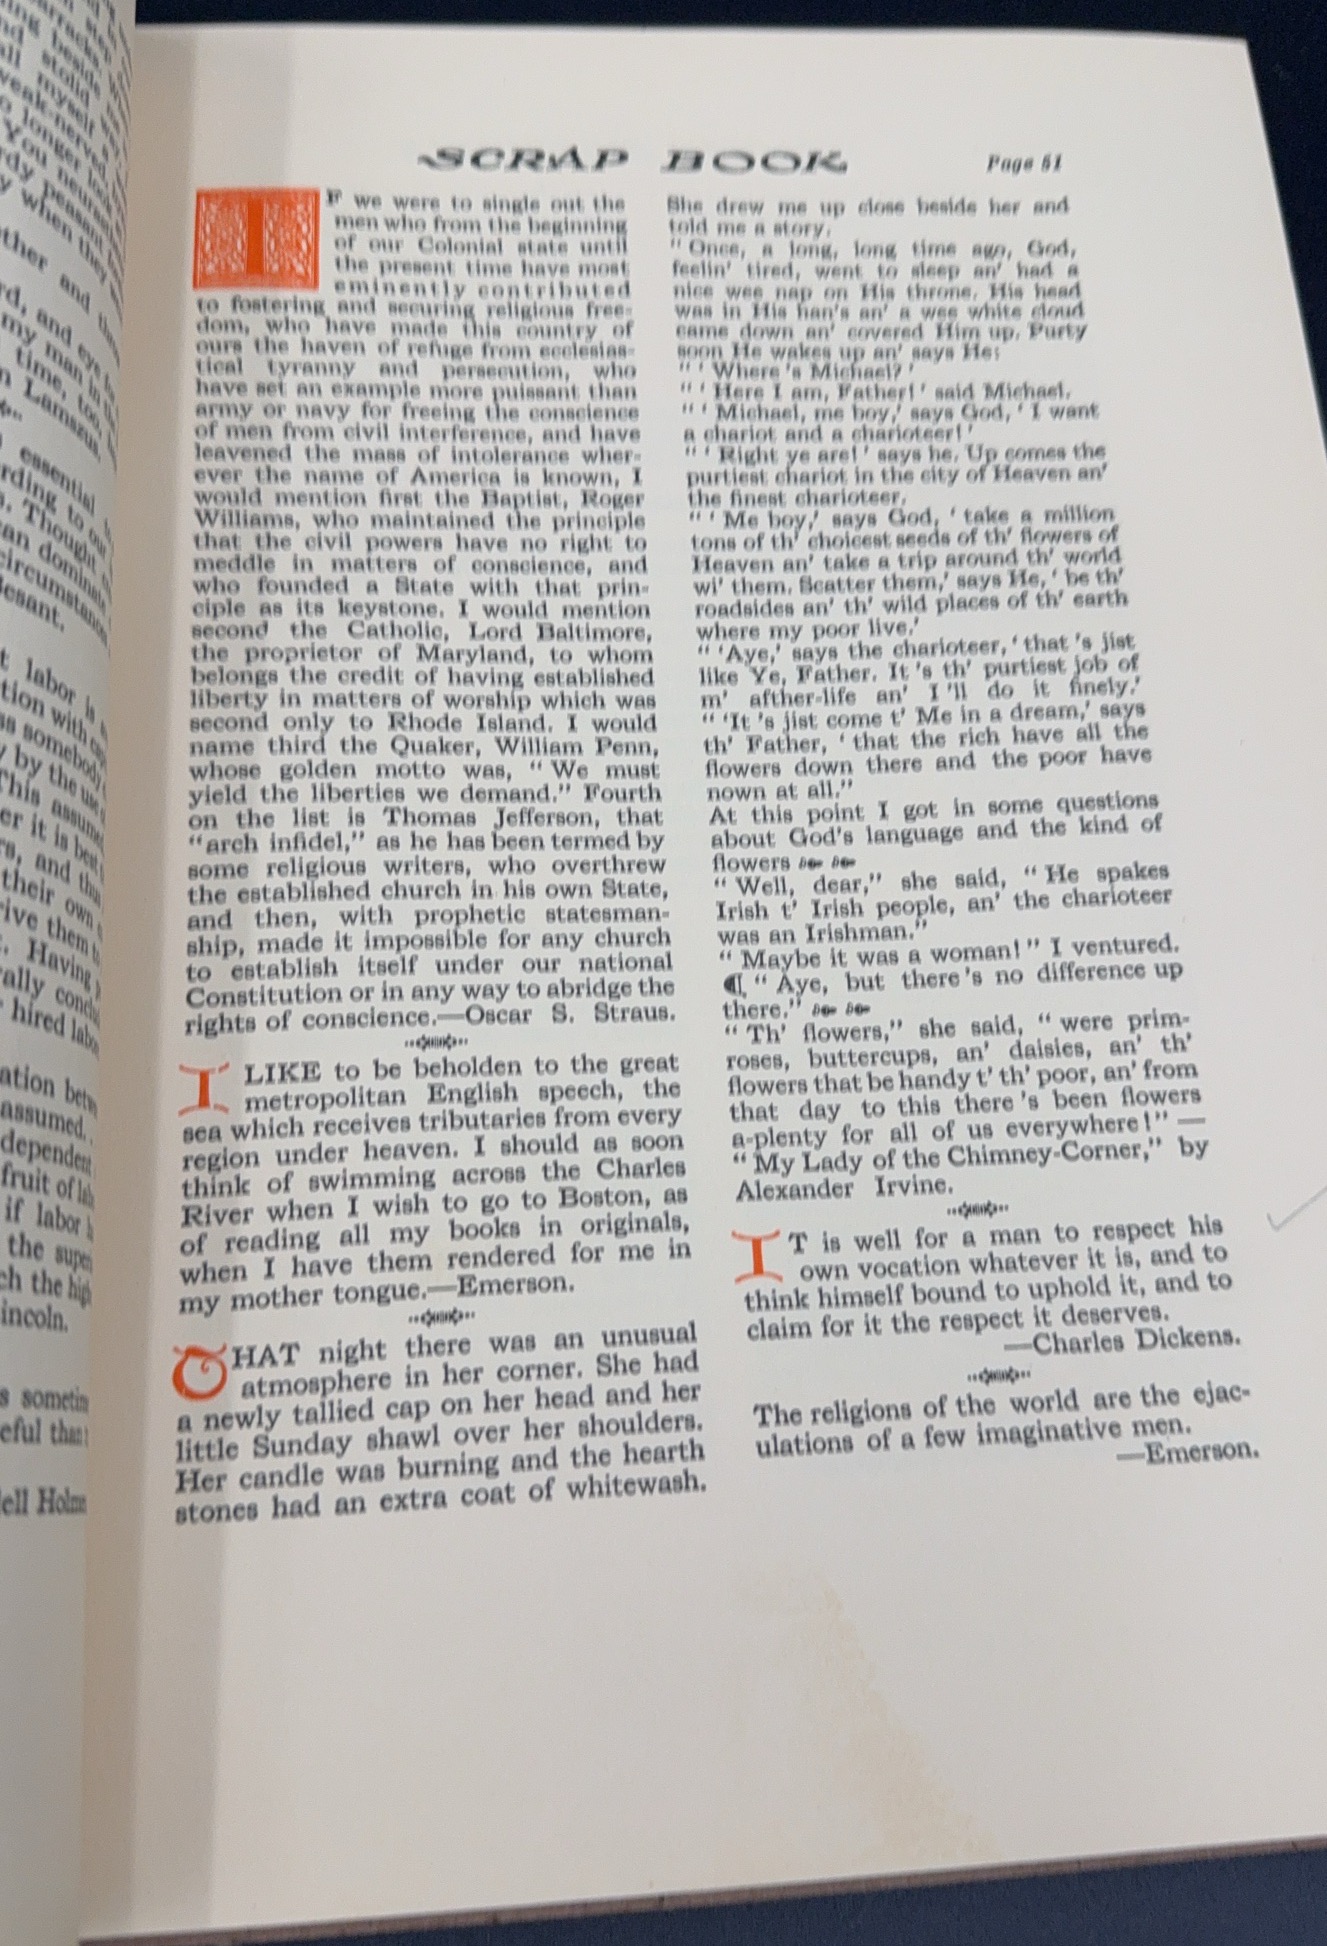 SCRAP BOOK Page 51
IF we were to single out the
men who from the beginning
of our Colonial state until
the present time have most
eminently contributed
to fostering and securing religious free-
dom, who have made this country of
ours the haven of refuge from ecclesias-
tical tyranny and persecution, who
have set an example more puissant than
army or navy for freeing the conscience
of men from civil interference, and have
leavened the mass of intolerance wher-
ever the name of America is known, I
would mention first the Baptist, Roger
Williams, who maintained the principle
that the civil powers have no right to
meddle in matters of conscience, and
who founded a State with that prin-
ciple as its keystone. I would mention
second the Catholic, Lord Baltimore,
the proprietor of Maryland, to whom
belongs the credit of having established
liberty in matters of worship which was
second only to Rhode Island. I would
name third the Quaker, William Penn,
whose golden motto was, “ We must
yield the liberties we demand.” Fourth
on the list is Thomas Jefferson, that
“arch infidel,” as he has been termed by
some religious writers, who overthrew
the established church in his own State,
and then, with prophetic statesman-
ship, made it impossible for any church
to establish itself under our national
Constitution or in any way to abridge the
rights of conscience.—Oscar S. Straus.
I LIKE to be beholden to the great
metropolitan English speech, the
sea which receives tributaries from every
region under heaven. I should as soon
think of swimming across the Charles
River when I wish to go to Boston, as
of reading all my books in originals,
when I have them rendered for me in
my mother tongue.—Emerson.
THAT night there was an unusual
atmosphere in her corner. She had
a newly tallied cap on her head and her
little Sunday shawl over her shoulders.
Her candle was burning and the hearth
stones had an extra coat of whitewash.
She drew me up close beside her and
told me a story.
“ Once, a long, long time ago, God,
feelin’ tired, went to sleep an’ had a
nice wee nap on His throne. His head
was in His han’s an’ a wee white cloud
came down an’ covered Him up. Purty
soon He wakes up an’ says He:
“ ‘ Where ’s Michael? ’
“ ‘ Here I am, Father! ’ said Michael.
“ ‘ Michael, me boy,’ says God, ‘ I want
a chariot and a charioteer! ’
“ ‘ Right ye are! ’ says he. Up comes the
purtiest chariot in the city of Heaven an’
the finest charioteer.
“ ‘ Me boy,’ says God, ‘ take a million
tons of th’ choicest seeds of th’ flowers of
Heaven an’ take a trip around th’ world
wi’ them. Scatter them,’ says He, ‘ be th’
roadsides an’ th’ wild places of th’ earth
where my poor live.’
“ ‘Aye,’ says the charioteer, ‘ that ’s jist
like Ye, Father. It ’s th’ purtiest job of
m’ afther-life an’ I ’ll do it finely.’
“ ‘It ’s jist come t’ Me in a dream,’ says
th’ Father, ‘ that the rich have all the
flowers down there and the poor have
nown at all.”
At this point I got in some questions
about God’s language and the kind of
flowers
“ Well, dear,” she said, “ He spakes
Irish t’ Irish people, an’ the charioteer
was an Irishman.”
“ Maybe it was a woman! ” I ventured.
¶ “ Aye, but there ’s no difference up
there.”
“ Th’ flowers,” she said, “ were prim-
roses, buttercups, an’ daisies, an’ th’
flowers that be handy t’ th’ poor, an’ from
that day to this there ’s been flowers
a-plenty for all of us everywhere! ” —
“ My Lady of the Chimney-Corner,” by
Alexander Irvine.
IT is well for a man to respect his
own vocation whatever it is, and to
think himself bound to uphold it, and to
claim for it the respect it deserves.
—Charles Dickens.
The religions of the world are the ejac-
ulations of a few imaginative men.
—Emerson.